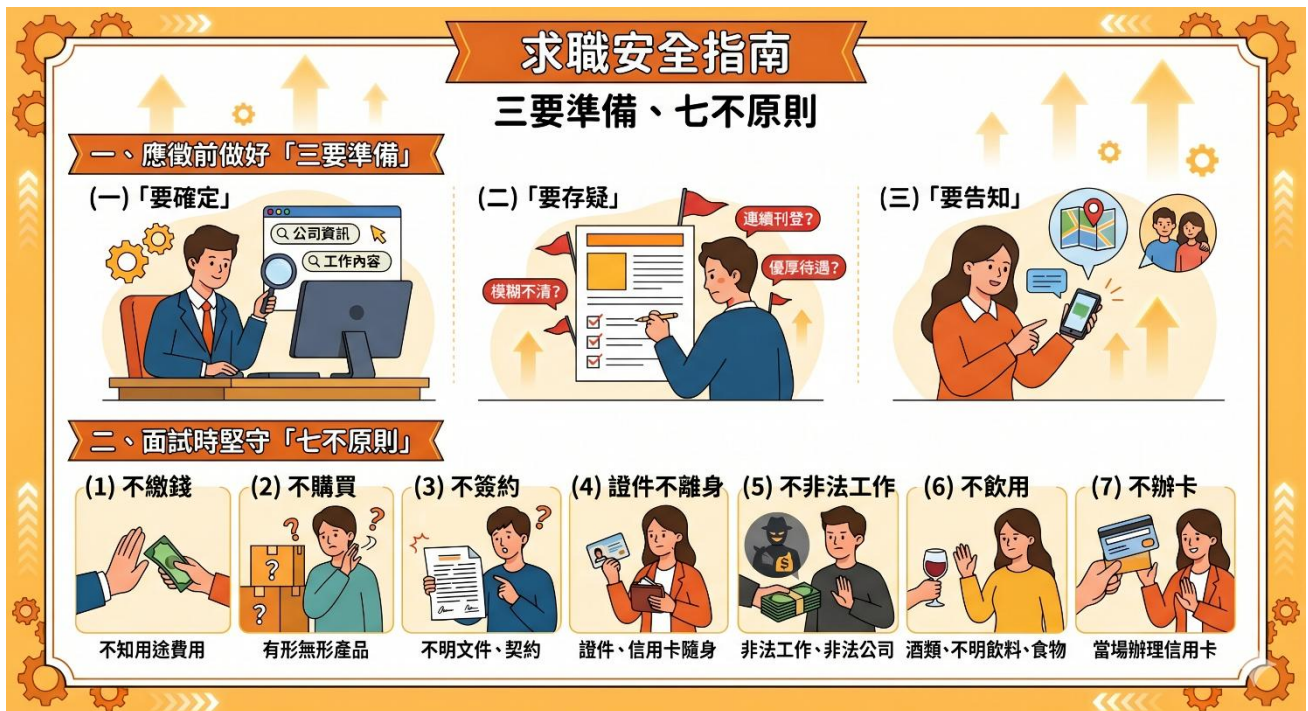 求職安全指南
三要準備、七不原則
一、應徵前做好「三要準備」
(一)「要確定」
公司資訊
工作內容
(二)「要存疑」
連續刊登?
優厚待遇?
模糊不清?
(三)「要告知」
二、面試時堅守「七不原則」
(1) 不繳錢
不知用途費用
(2) 不購買
有形無形產品
(3) 不簽約
不明文件、契約
(4) 證件不離身
證件、信用卡隨身
(5) 不非法工作
非法工作、非法公司
(6) 不飲用
酒類、不明飲料、食物
(7) 不辦卡
當場辦理信用卡